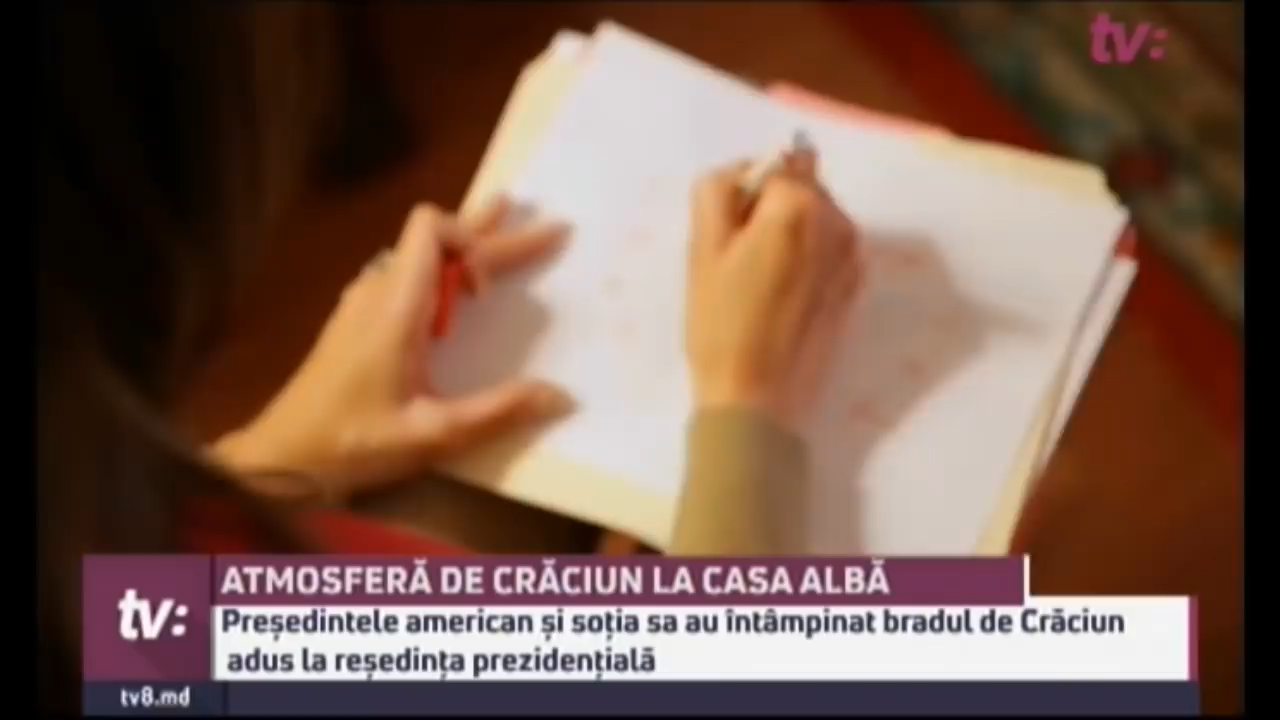 tv:
ATMOSFERĂ DE CRĂCIUN LA CASA ALBĂ
tv:
Președintele american și soția sa au întâmpinat bradul de Crăciun
adus la reședința prezidențială
tv8.md